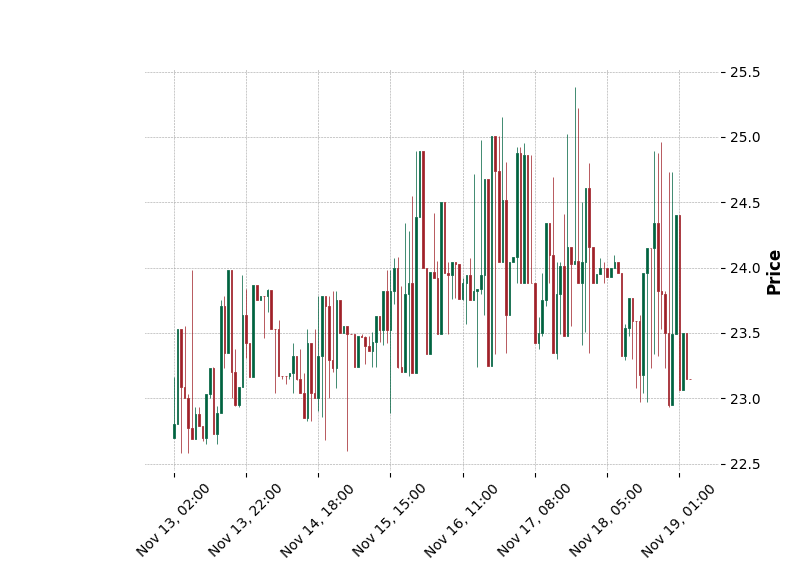 25.5
25.0
24.5
24.0
23.5
23.0
22.5
Price
Nov 13, 02:00
Nov 13, 22:00
Nov 14, 18:00
Nov 15, 15:00
Nov 16, 11:00
Nov 17, 08:00
Nov 18, 05:00
Nov 19, 01:00